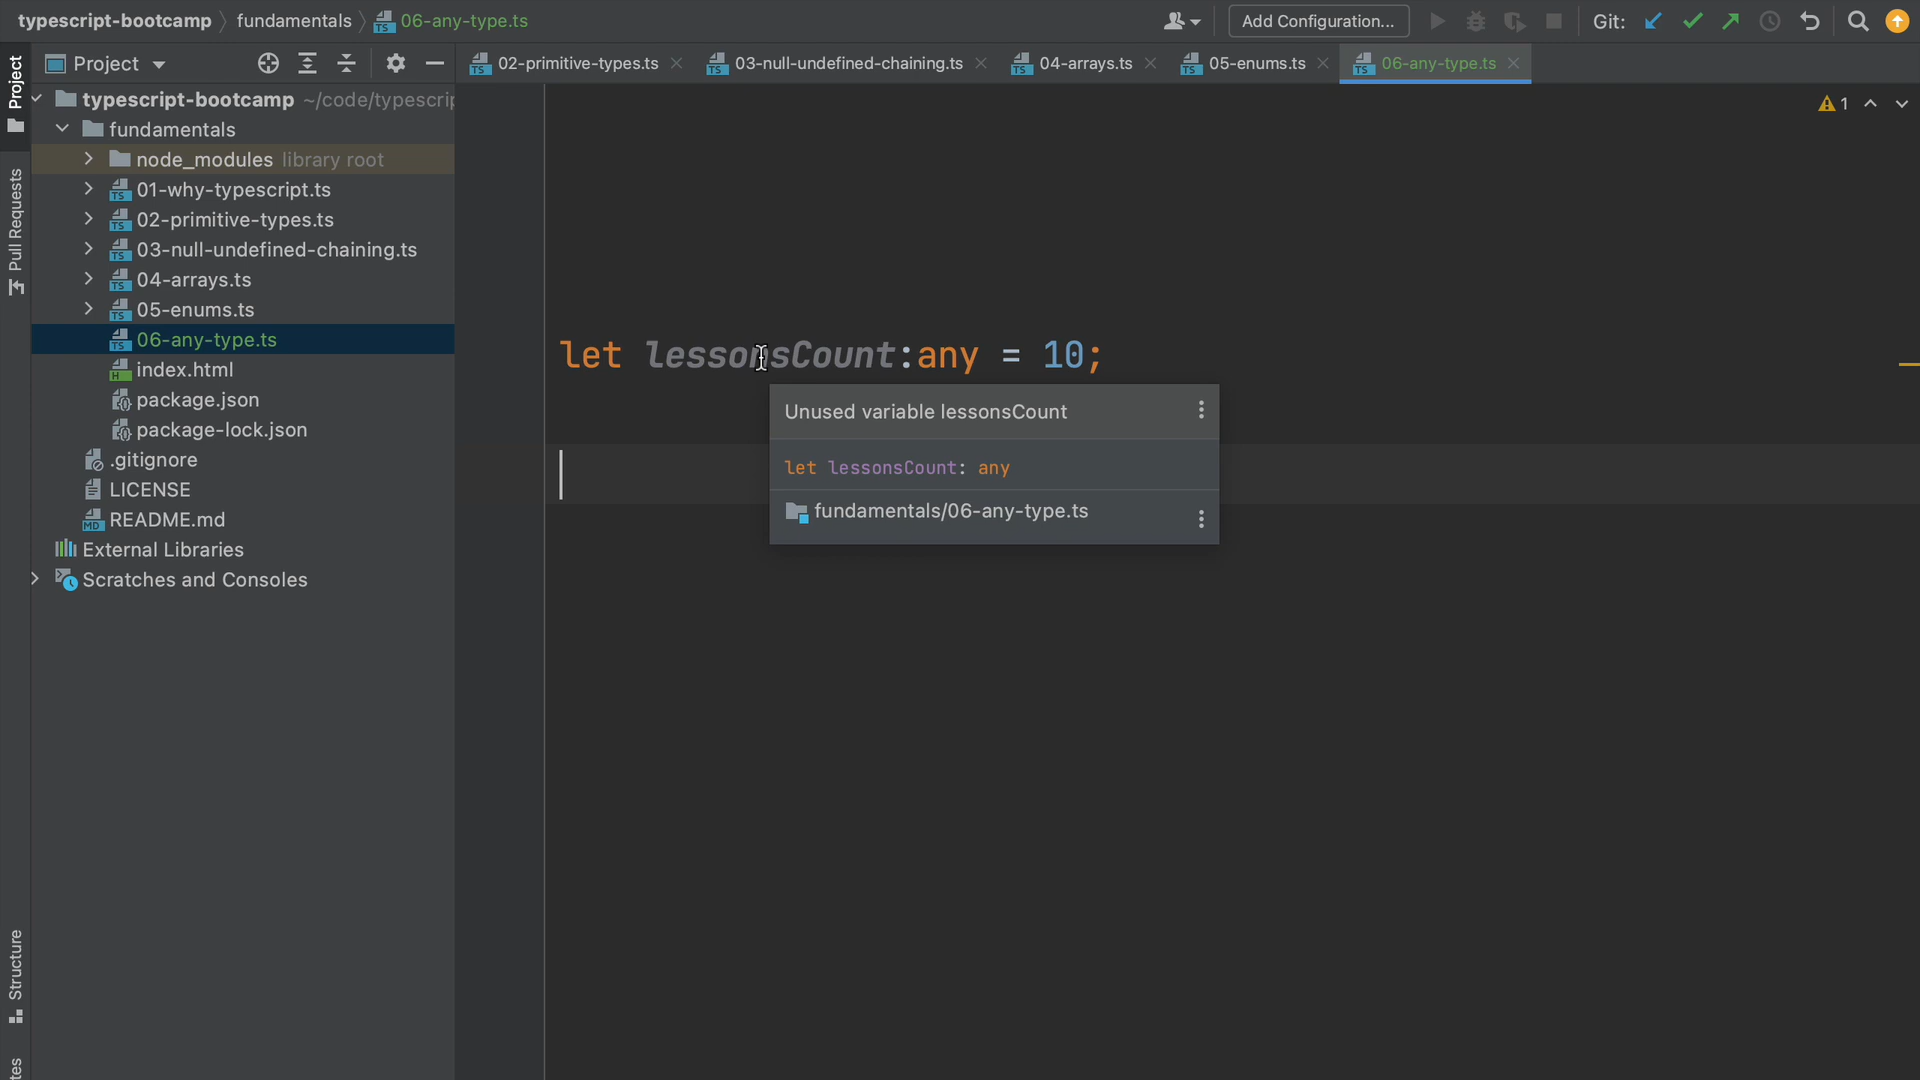 typescript-bootcamp fundamentals 06-any-type.ts
Add Configuration...
Git:
Project
Pull Requests
Structure
Project
02-primitive-types.ts
03-null-undefined-chaining.ts
04-arrays.ts
05-enums.ts
06-any-type.ts
typescript-bootcamp ~/code/typescrip
fundamentals
node_modules library root
01-why-typescript.ts
02-primitive-types.ts
03-null-undefined-chaining.ts
04-arrays.ts
05-enums.ts
06-any-type.ts
index.html
package.json
package-lock.json
.gitignore
LICENSE
README.md
External Libraries
Scratches and Consoles
1
let lessonsCount:any = 10;
Unused variable lessonsCount
let lessonsCount: any
fundamentals/06-any-type.ts